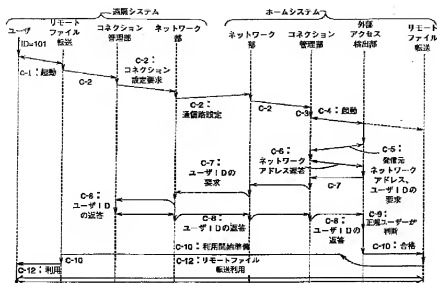 遠隔システム
ホームシステム
ユーザ
リモート
ファイル
転送
コネクション
管理部
ネットワーク
部
ネットワーク
部
コネクション
管理部
外部
アクセス
検出部
リモート
ファイル
転送
ID=101
C-1:起動
C-2
C-2:
コネクション
設定要求
C-2:
通信路設定
C-2
C-3
C-4:起動
C-5:
発信元
ネットワーク
アドレス、
ユーザIDの
要求
C-6:
ネットワーク
アドレス返答
C-7
C-7:
ユーザIDの
要求
C-8:
ユーザIDの
返答
C-8:
ユーザIDの返答
C-8:
ユーザIDの
返答
C-9:
正規ユーザーか
判断
C-10:利用開始準備
C-10:合格
C-10
C-12:利用
C-12:リモートファイル
転送利用